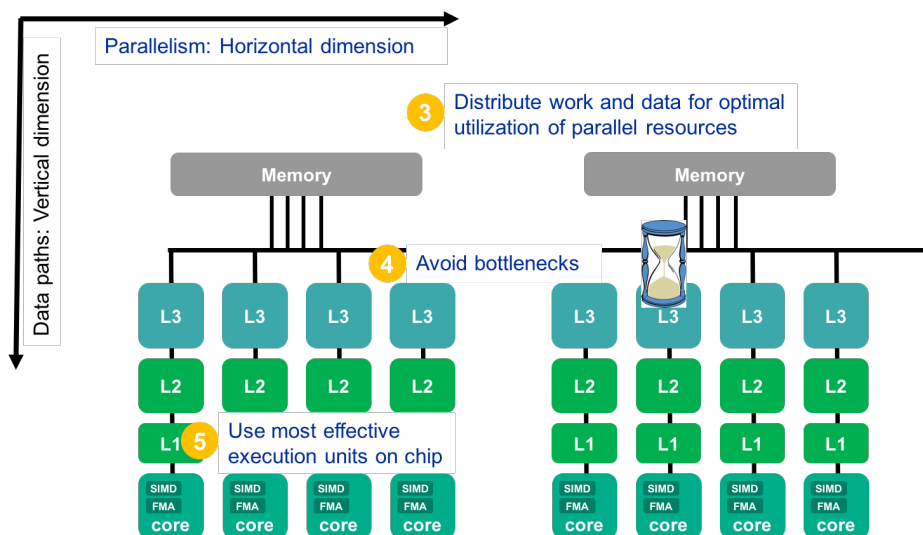 Parallelism: Horizontal dimension
Data paths: Vertical dimension
3
Distribute work and data for optimal
utilization of parallel resources
Memory
Memory
4
Avoid bottlenecks
L3
L3
L3
L3
L3
L3
L3
L3
L2
L2
L2
L2
L2
L2
L2
L2
L1
5
Use most effective
execution units on chip
L1
L1
L1
L1
SIMD
SIMD
SIMD
SIMD
SIMD
SIMD
SIMD
SIMD
FMA
FMA
FMA
FMA
FMA
FMA
FMA
FMA
core
core
core
core
core
core
core
core